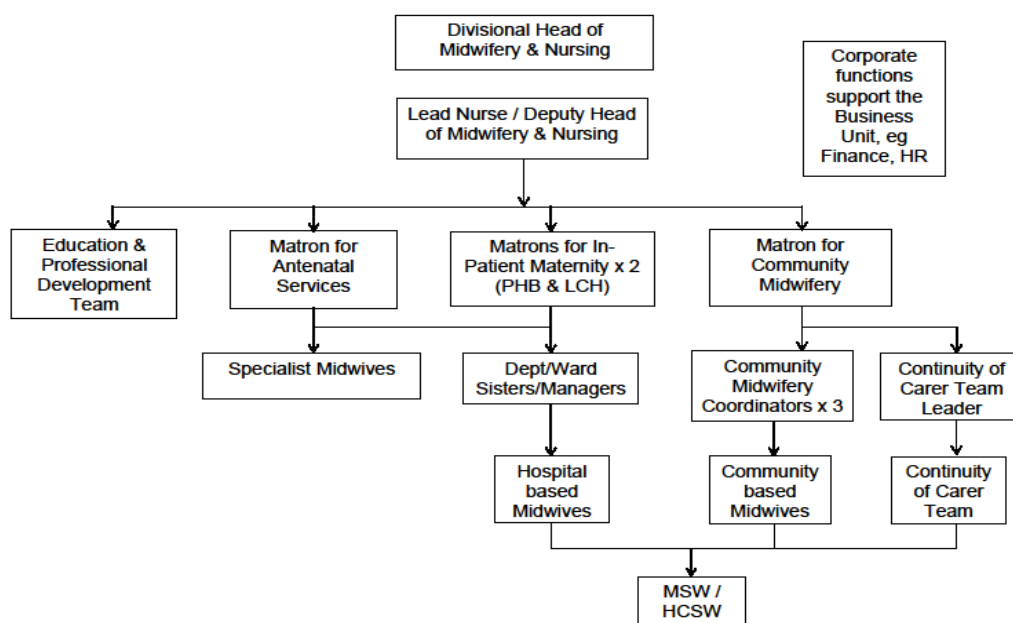 Divisional Head of
Midwifery & Nursing
Corporate
functions
support the
Business
Unit, eg
Finance, HR
Lead Nurse / Deputy Head
of Midwifery & Nursing
Education &
Professional
Development
Team
Matron for
Antenatal
Services
Matrons for In-
Patient Maternity x 2
(PHB & LCH)
Matron for
Community
Midwifery
Specialist Midwives
Dept/Ward
Sisters/Managers
Community
Midwifery
Coordinators x 3
Continuity of
Carer Team
Leader
Hospital
based
Midwives
Community
based
Midwives
Continuity
of Carer
Team
MSW /
HCSW